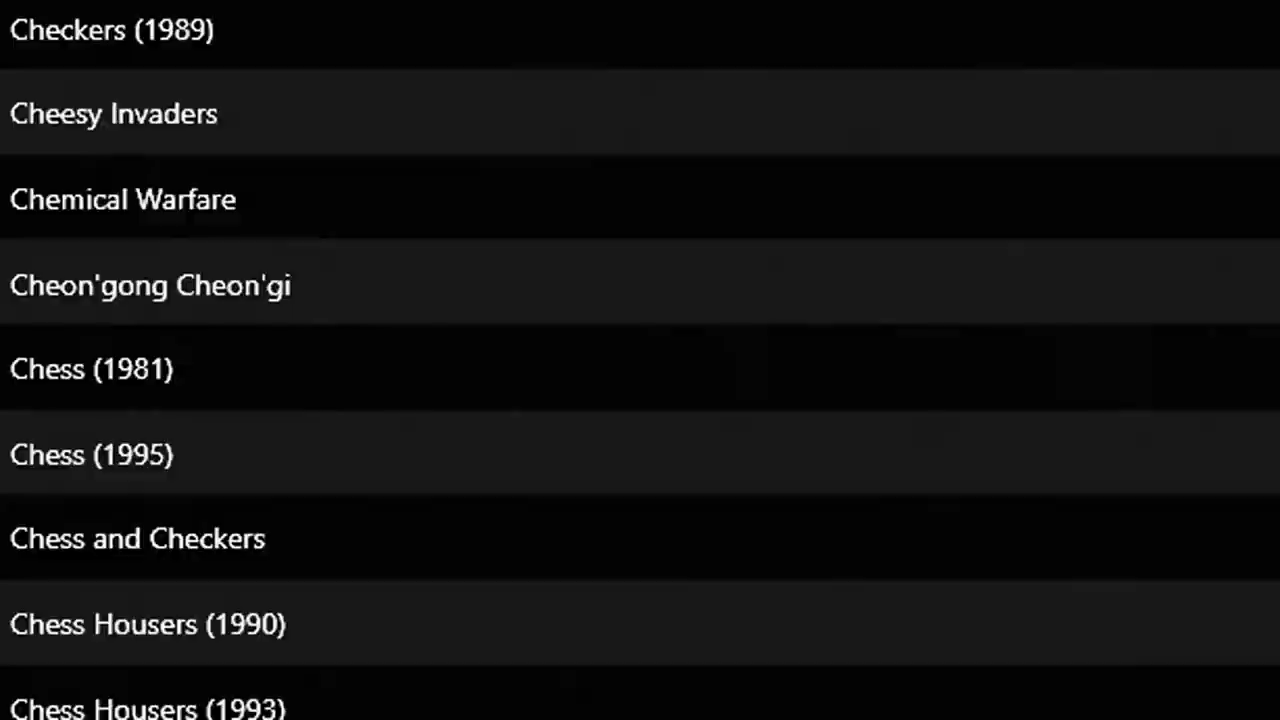 Checkers (1989)
Cheesy Invaders
Chemical Warfare
Cheon'gong Cheon'gi
Chess (1981)
Chess (1995)
Chess and Checkers
Chess Housers (1990)
Chess Housers (1993)